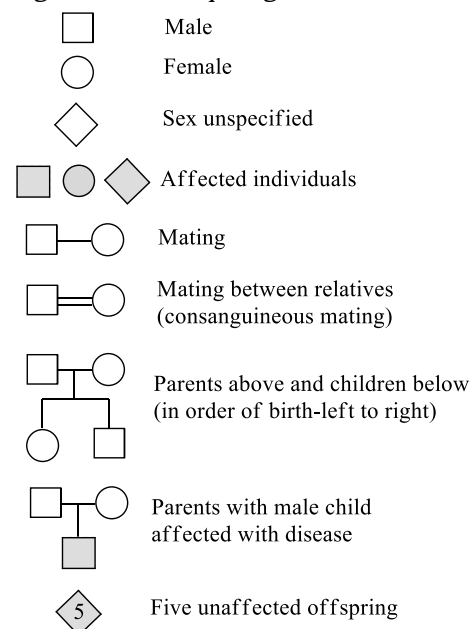 Male
Female
Sex unspecified
Affected individuals
Mating
Mating between relatives
(consanguineous mating)
Parents above and children below
(in order of birth-left to right)
Parents with male child
affected with disease
5 Five unaffected offspring